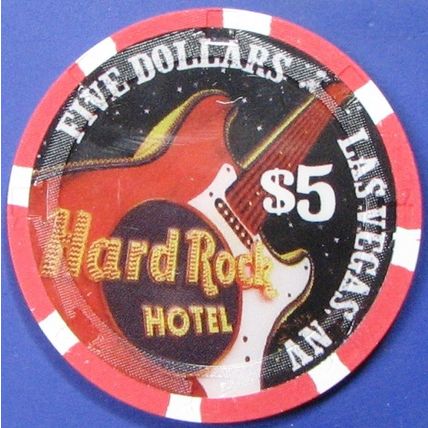 FIVE DOLLARS
LAS VEGAS, NV
$5
Hard Rock
HOTEL